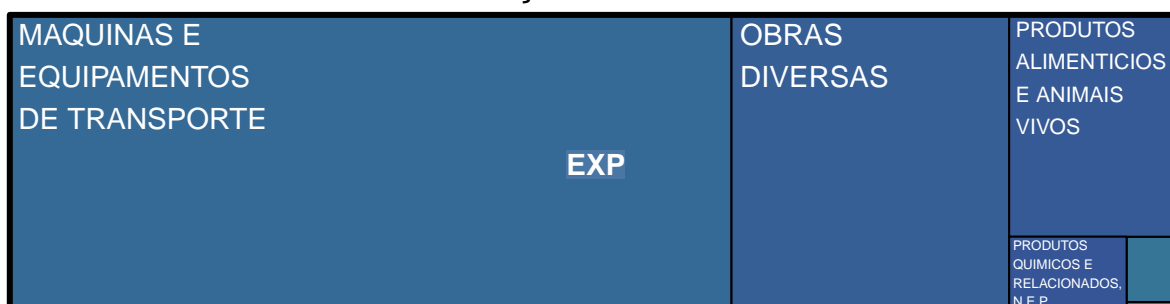 MAQUINAS E
EQUIPAMENTOS
DE TRANSPORTE
EXP
OBRAS
DIVERSAS
PRODUTOS
ALIMENTICIOS
E ANIMAIS
VIVOS
PRODUTOS
QUIMICOS E
RELACIONADOS,
N.E.P.